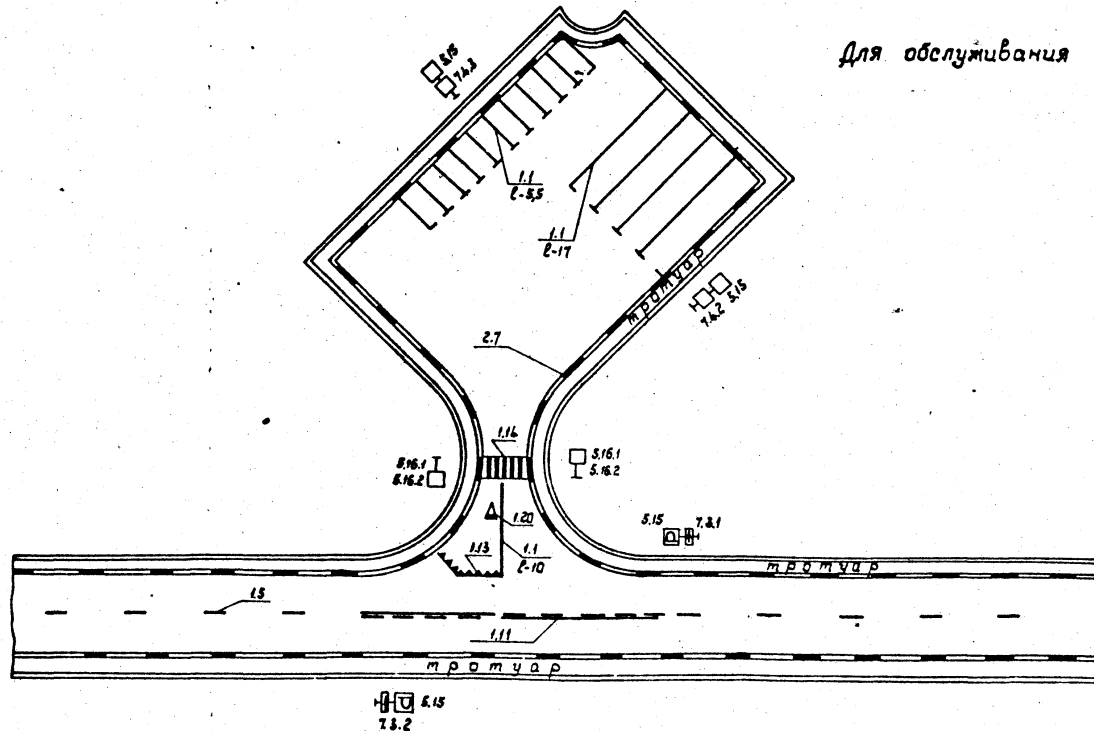 Для обслуживания
5.15
7.4.3
1.1
ℓ-5,5
1.1
ℓ-17
тротуар
7.4.2 5.15
2.7
1.14
5.16.1
5.16.2
5.16.1
5.16.2
1.20
5.15
7.3.1
1.13
1.1
ℓ-10
тротуар
1.5
1.11
тротуар
5.15
7.3.2